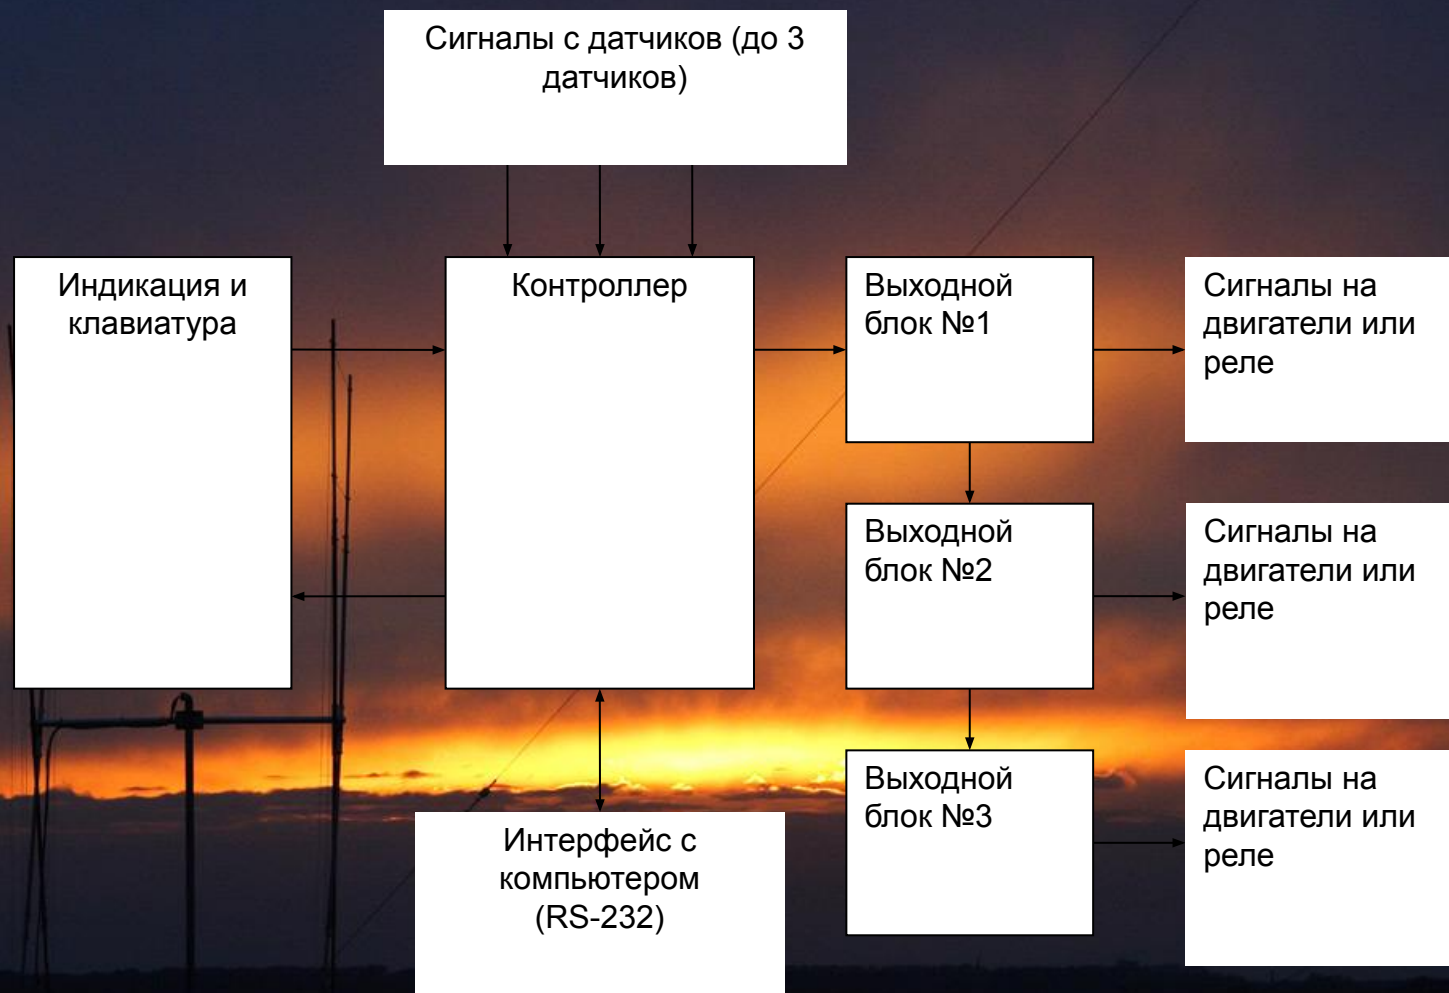 Сигналы с датчиков (до 3
датчиков)
Индикация и
клавиатура
Контроллер
Выходной
блок №1
Сигналы на
двигатели или
реле
Выходной
блок №2
Сигналы на
двигатели или
реле
Выходной
блок №3
Сигналы на
двигатели или
реле
Интерфейс с
компьютером
(RS-232)